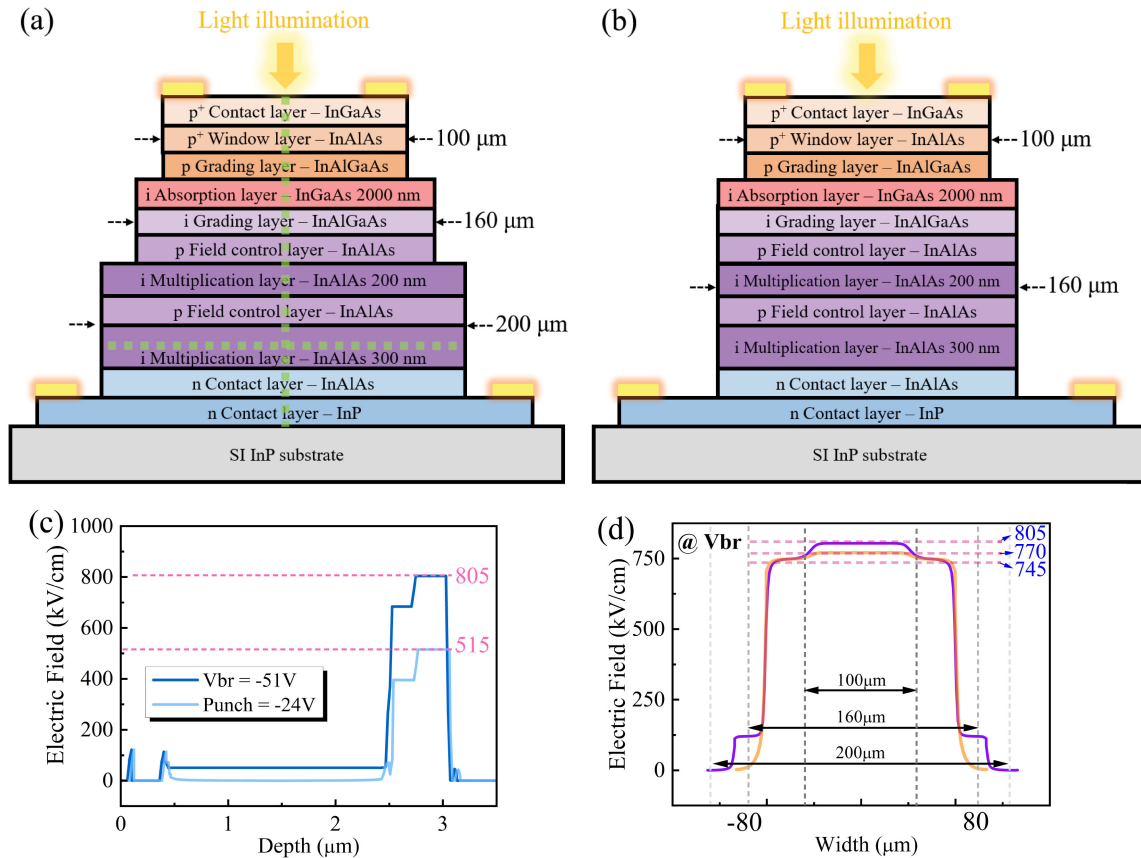 (a)
Light illumination
p⁺ Contact layer – InGaAs
p⁺ Window layer – InAlAs
100 μm
p Grading layer – InAlGaAs
i Absorption layer – InGaAs 2000 nm
i Grading layer – InAlGaAs
160 μm
p Field control layer – InAlAs
i Multiplication layer – InAlAs 200 nm
p Field control layer – InAlAs
200 μm
i Multiplication layer – InAlAs 300 nm
n Contact layer – InAlAs
n Contact layer – InP
SI InP substrate
(b)
Light illumination
p⁺ Contact layer – InGaAs
p⁺ Window layer – InAlAs
100 μm
p Grading layer – InAlGaAs
i Absorption layer – InGaAs 2000 nm
i Grading layer – InAlGaAs
p Field control layer – InAlAs
i Multiplication layer – InAlAs 200 nm
160 μm
p Field control layer – InAlAs
i Multiplication layer – InAlAs 300 nm
n Contact layer – InAlAs
n Contact layer – InP
SI InP substrate
(c)
Electric Field (kV/cm)
1000
800
600
400
200
0
805
515
Vbr = -51V
Punch = -24V
0 1 2 3
Depth (μm)
(d)
Electric Field (kV/cm)
@ Vbr
805
770
745
750
500
250
0
100μm
160μm
200μm
-80 80
Width (μm)